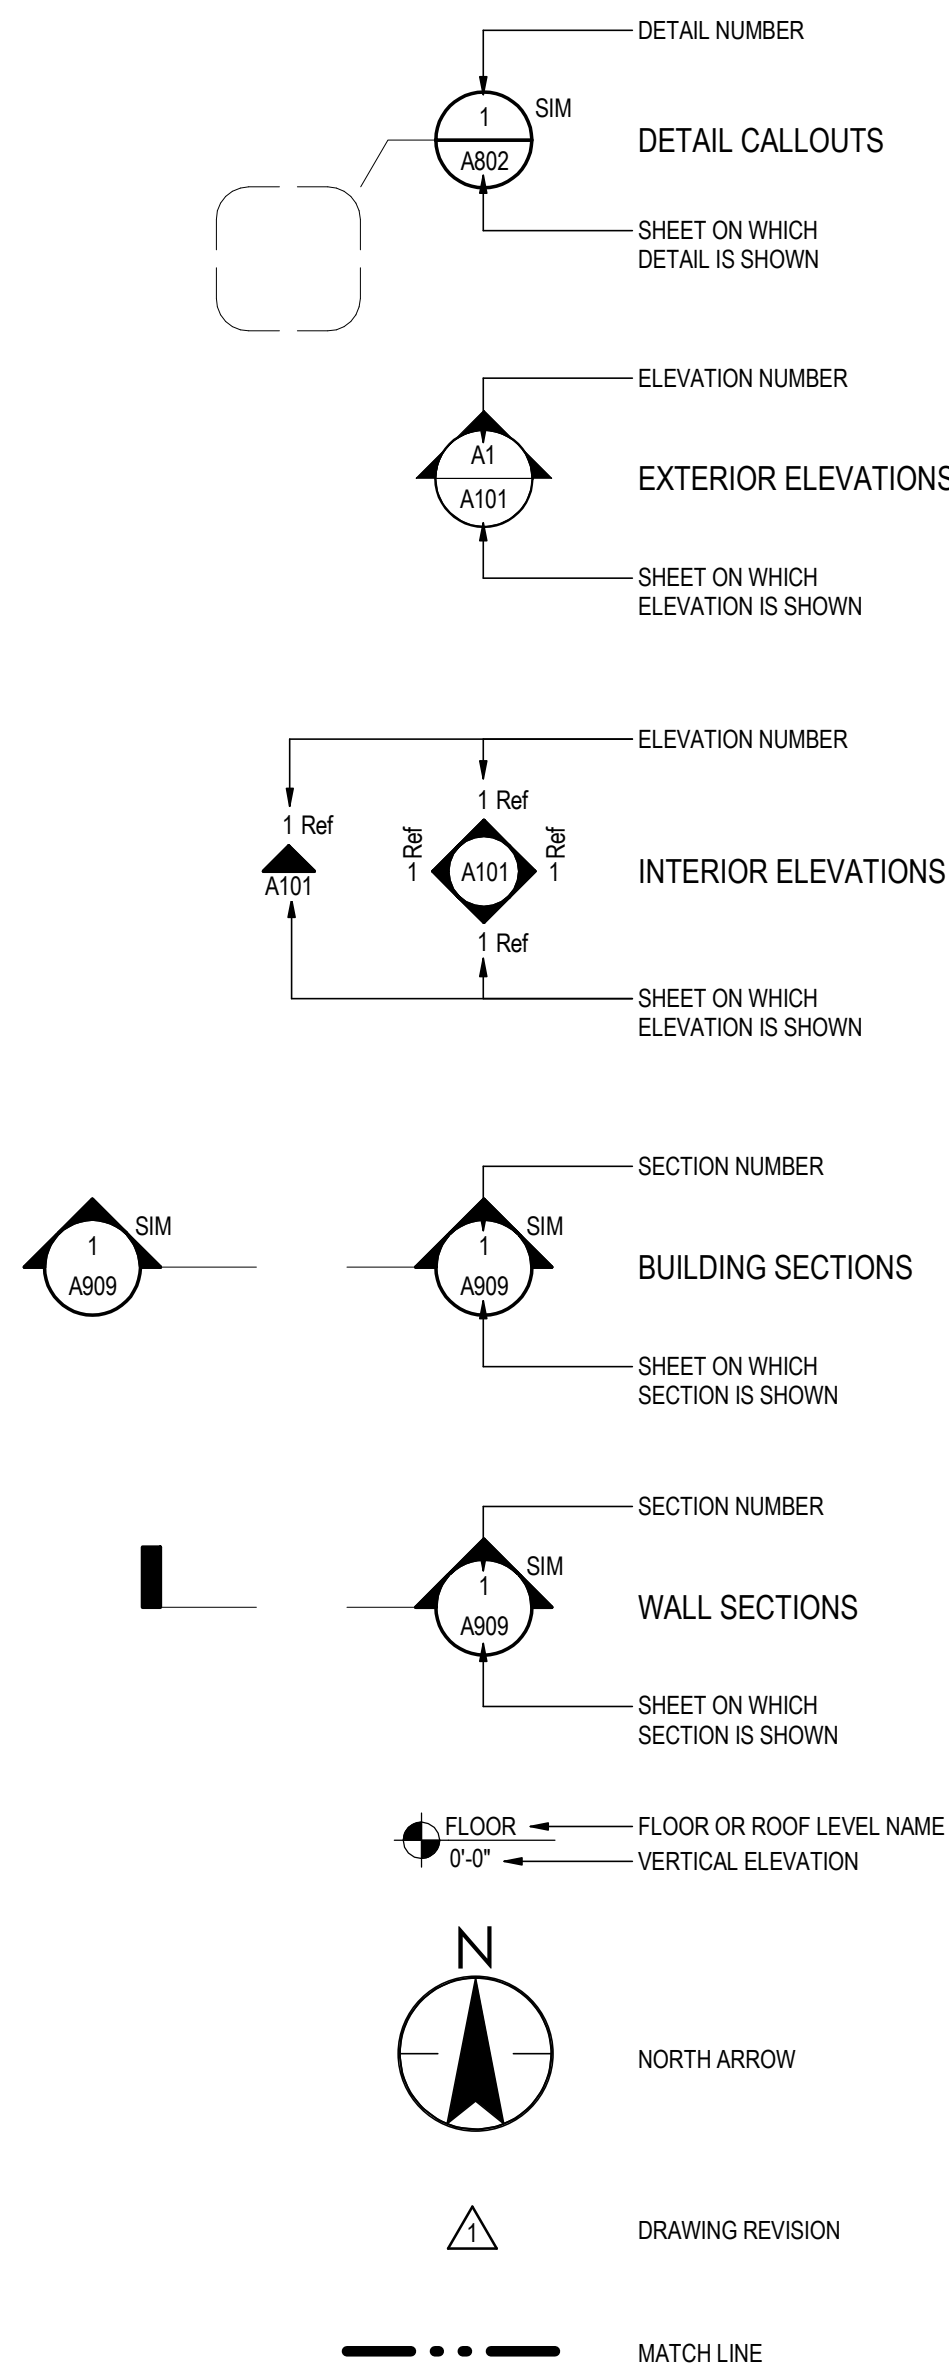 DETAIL NUMBER
1
SIM
DETAIL CALLOUTS
A802
SHEET ON WHICH
DETAIL IS SHOWN
ELEVATION NUMBER
A1
EXTERIOR ELEVATIONS
A101
SHEET ON WHICH
ELEVATION IS SHOWN
ELEVATION NUMBER
1 Ref
1 Ref
A101
1 Ref
A101
1 Ref
INTERIOR ELEVATIONS
1 Ref
SHEET ON WHICH
ELEVATION IS SHOWN
SECTION NUMBER
SIM
1
A909
SIM
1
A909
BUILDING SECTIONS
SHEET ON WHICH
SECTION IS SHOWN
SECTION NUMBER
SIM
1
A909
WALL SECTIONS
SHEET ON WHICH
SECTION IS SHOWN
FLOOR
FLOOR OR ROOF LEVEL NAME
0'-0"
VERTICAL ELEVATION
N
NORTH ARROW
1
DRAWING REVISION
MATCH LINE